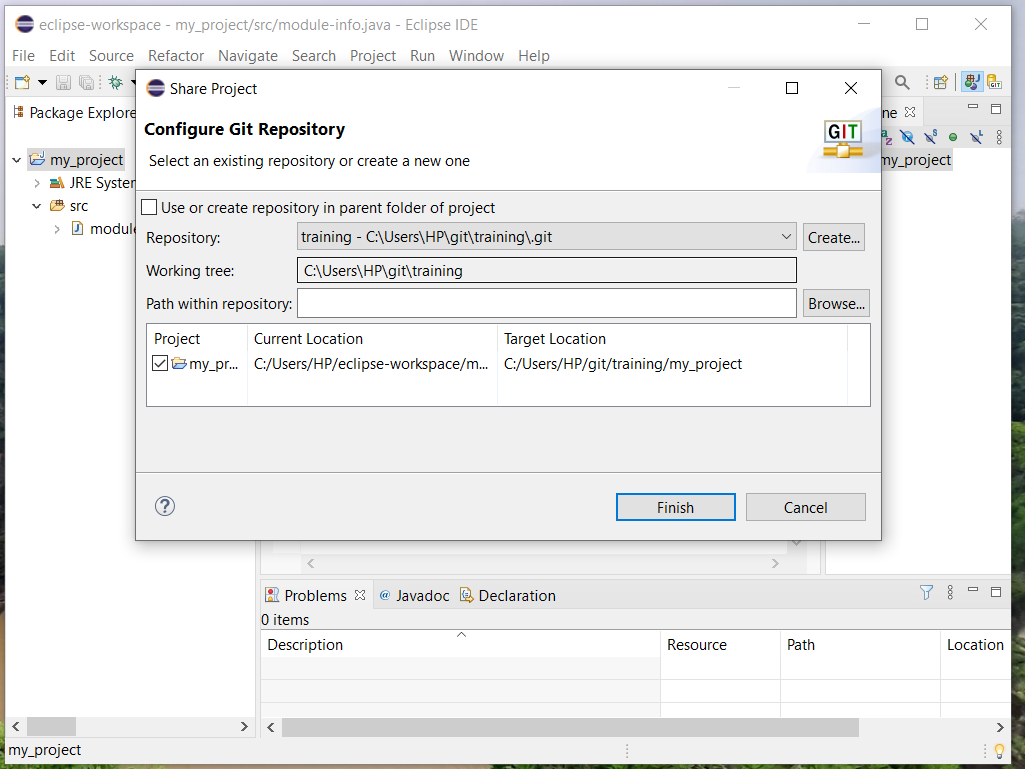 eclipse-workspace - my_project/src/module-info.java - Eclipse IDE
File Edit Source Refactor Navigate Search Project Run Window Help
Package Explore
ne
my_project
JRE System
src
module
my_project
Share Project
Configure Git Repository
Select an existing repository or create a new one
GIT
Use or create repository in parent folder of project
Repository: training - C:\Users\HP\git\training\.git Create...
Working tree: C:\Users\HP\git\training
Path within repository: Browse...
Project Current Location Target Location
my_pr... C:/Users/HP/eclipse-workspace/m... C:/Users/HP/git/training/my_project
Finish Cancel
Problems @ Javadoc Declaration
0 items
Description Resource Path Location
my_project